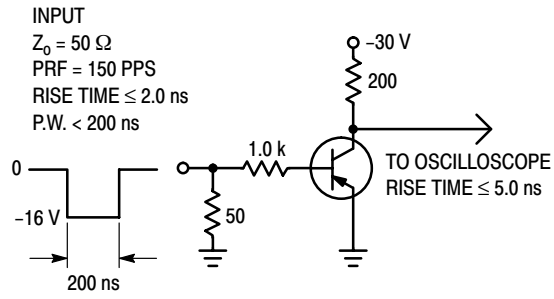 INPUT
Zo = 50 Ω
PRF = 150 PPS
RISE TIME ≤ 2.0 ns
P.W. < 200 ns
−30 V
200
1.0 k
TO OSCILLOSCOPE
RISE TIME ≤ 5.0 ns
0
−16 V
50
200 ns